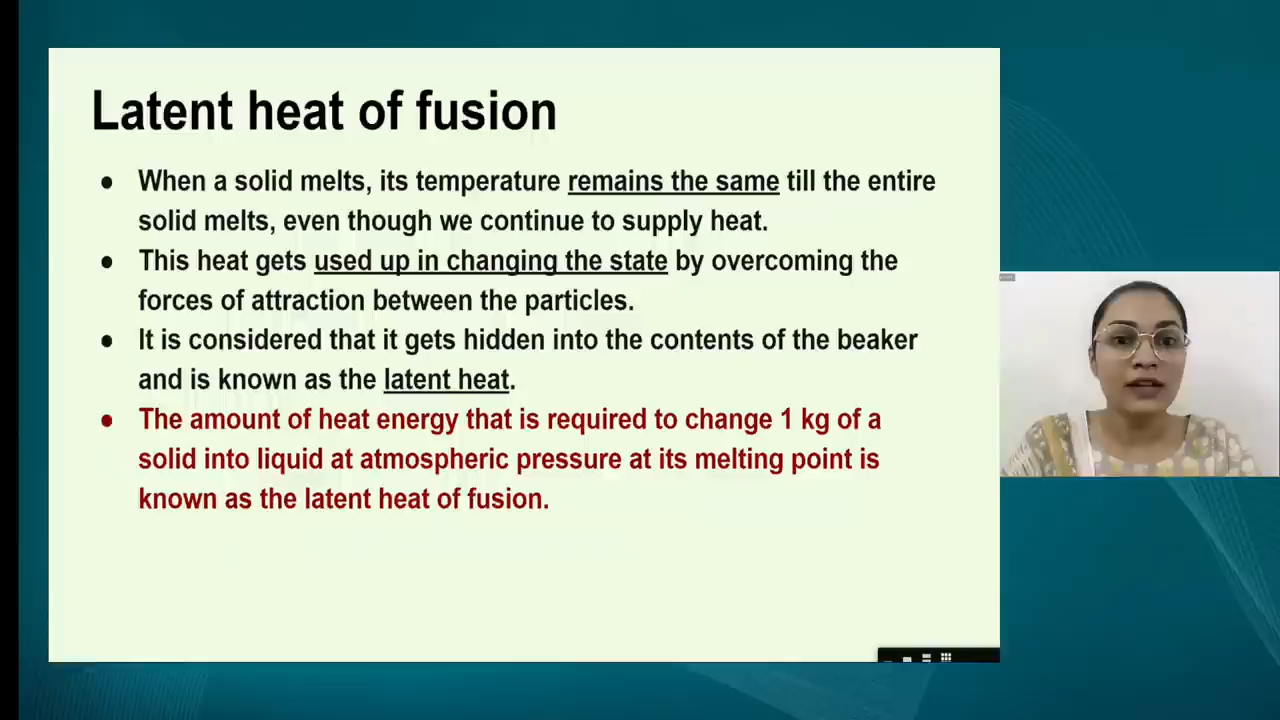 Latent heat of fusion
● When a solid melts, its temperature remains the same till the entire
solid melts, even though we continue to supply heat.
● This heat gets used up in changing the state by overcoming the
forces of attraction between the particles.
● It is considered that it gets hidden into the contents of the beaker
and is known as the latent heat.
● The amount of heat energy that is required to change 1 kg of a
solid into liquid at atmospheric pressure at its melting point is
known as the latent heat of fusion.